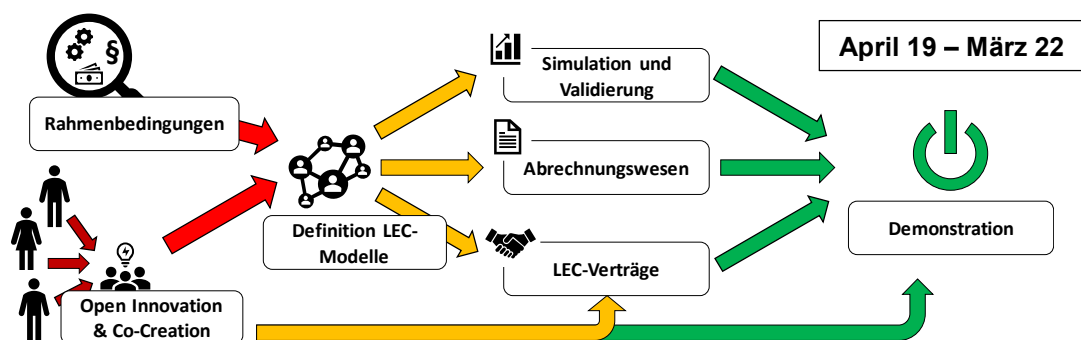 April 19 – März 22
§
Rahmenbedingungen
Open Innovation
& Co-Creation
Definition LEC-
Modelle
Simulation und
Validierung
Abrechnungswesen
LEC-Verträge
Demonstration